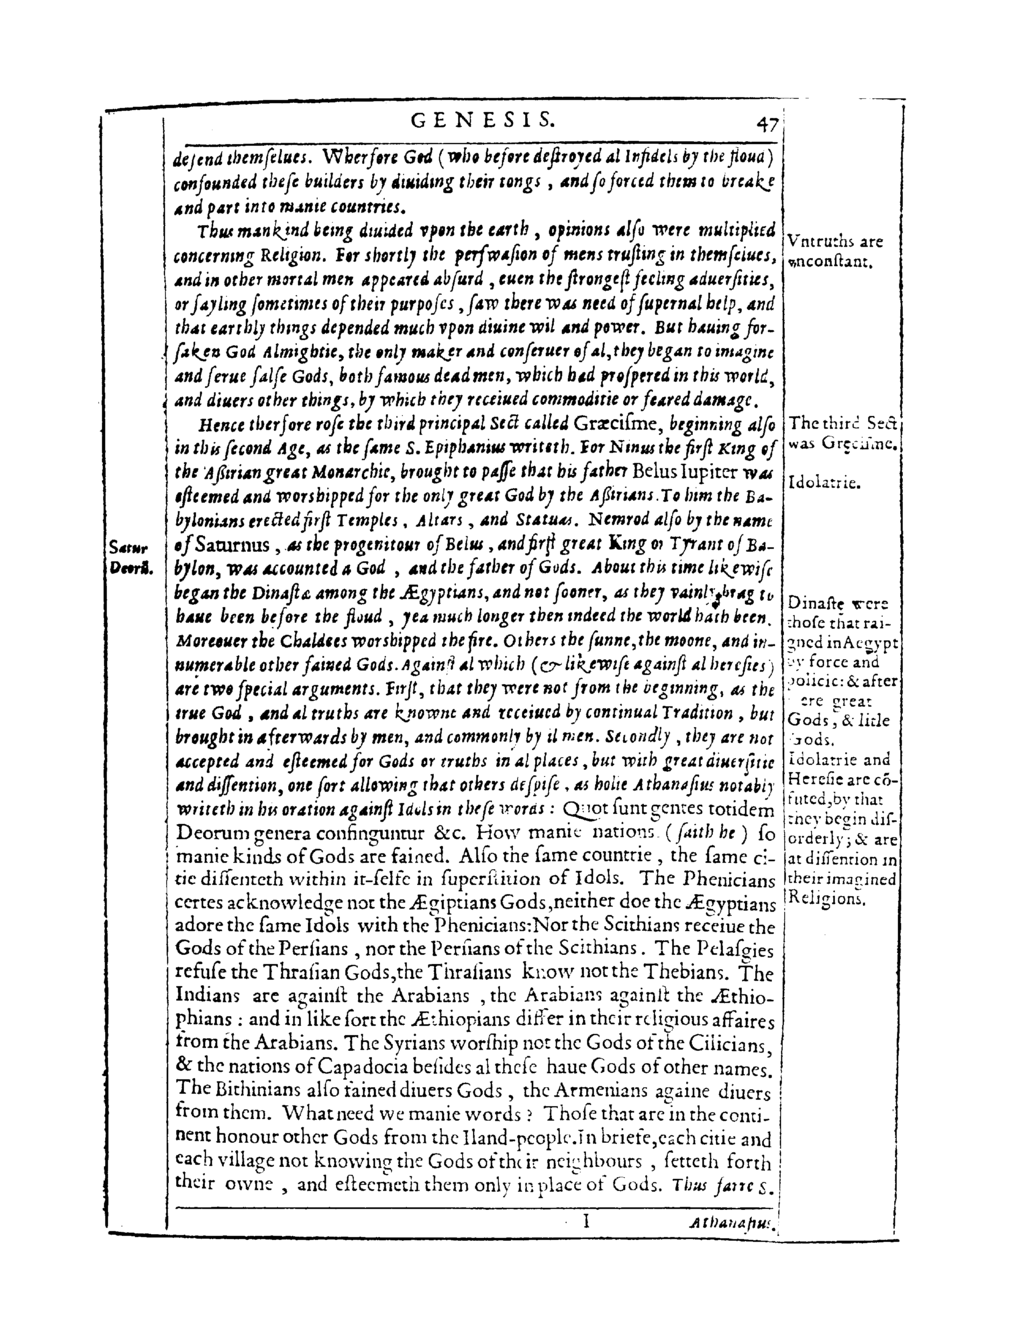 GENESIS. 47
defend themſelues. VVherfore God (who before deſtroyed al Infidels by the floud)
confounded theſe builders by diuiding their tongs, and ſo forced them to breake
and part into manie countries.
Thus mankind being diuided vpon the earth, opinions alſo were multiplied
concerning Religion. For shortly the perſwaſion of mens truſting in themſelues,
and in other mortal men appeared abſurd, euen the ſtrongeſt feeling aduerſities,
or fayling ſometimes of their purpoſes, ſaw there was need of ſupernal help, and
that earthly things depended much vpon diuine wil and power. But hauing for-
ſaken God Almightie, the only maker and conſeruer of al, they began to imagine
and ſerue falſe Gods, both famous dead men, which had proſpered in this world,
and diuers other things, by which they receiued commoditie or feared damage.
Hence therfore roſe the third principal Sect called Græciſme, beginning alſo
in this ſecond Age, as the ſame S. Epiphanius writeth. For Ninus the firſt King of
the Aſſirian great Monarchie, brought to paſſe that his father Belus Iupiter was
eſteemed and worshipped for the only great God by the Aſſirians. To him the Ba-
bylonians erected firſt Temples, Altars, and Statuas. Nemrod alſo by the name
of Saturnus, as the progenitour of Belus, and firſt great King or Tyrant of Ba-
bylon, was accounted a God, and the father of Gods. About this time likewiſe
began the Dinaſtæ among the Ægyptians, and not ſooner, as they vainly brag to
haue been before the floud, yea much longer then indeed the world hath been.
Moreouer the Chaldees worshipped the fire. Others the ſunne, the moone, and in-
numerable other fained Gods. Againſt al which (& likewiſe againſt al hereſies)
are two ſpecial arguments. Firſt, that they were not from the beginning, as the
true God, and al truths are knowne and receiued by continual Tradition, but
brought in afterwards by men, and commonly by il men. Secondly, they are not
accepted and eſteemed for Gods or truths in al places, but with great diuerſitie
and diſſention, one ſort allowing that others deſpiſe, as holie Athanaſius notably
writeth in his oration againſt Idols in theſe words: Quot ſunt gentes totidem
Deorum genera confinguntur &c. How manie nations (ſaith he) ſo
manie kinds of Gods are fained. Alſo the ſame countrie, the ſame ci-
tie diſſenteth within it-ſelfe in ſuperſtition of Idols. The Phenicians
certes acknowledge not the Ægiptians Gods, neither doe the Ægyptians
adore the ſame Idols with the Phenicians: Nor the Scithians receiue the
Gods of the Perſians, nor the Perſians of the Scithians. The Pelaſgies
refuſe the Thraſian Gods, the Thraſians know not the Thebians. The
Indians are againſt the Arabians, the Arabians againſt the Æthio-
phians: and in like ſort the Æthiopians differ in their religious affaires
from the Arabians. The Syrians worſhip not the Gods of the Cilicians,
& the nations of Capadocia beſides al theſe haue Gods of other names.
The Bithinians alſo fained diuers Gods, the Armenians againe diuers
from them. What need we manie words? Thoſe that are in the conti-
nent honour other Gods from the Iland-people. In briefe, each citie and
each village not knowing the Gods of their neighbours, ſetteth forth
their owne, and eſteemeth them only in place of Gods. Thus farre S.
I Athanaſius.
Satur
Deorū.
Vntruths are
vnconſtant.
The third Sect
was Greciſme.
Idolatrie.
Dinaſtę were
thoſe that rai-
gned in Aegypt
by force and
policie: & after
were great
Gods, & litle
Gods.
Idolatrie and
Hereſie are cō-
futed, by that
they begin diſ-
orderly; & are
at diſſention in
their imagined
Religions.